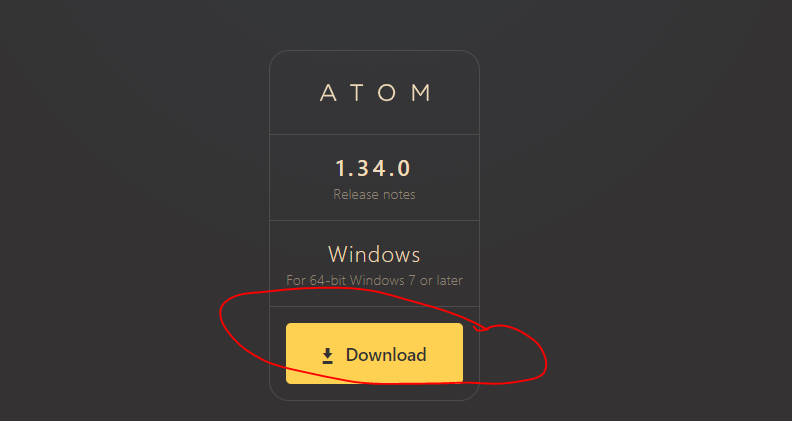 ATOM
1.34.0
Release notes
Windows
For 64-bit Windows 7 or later
Download